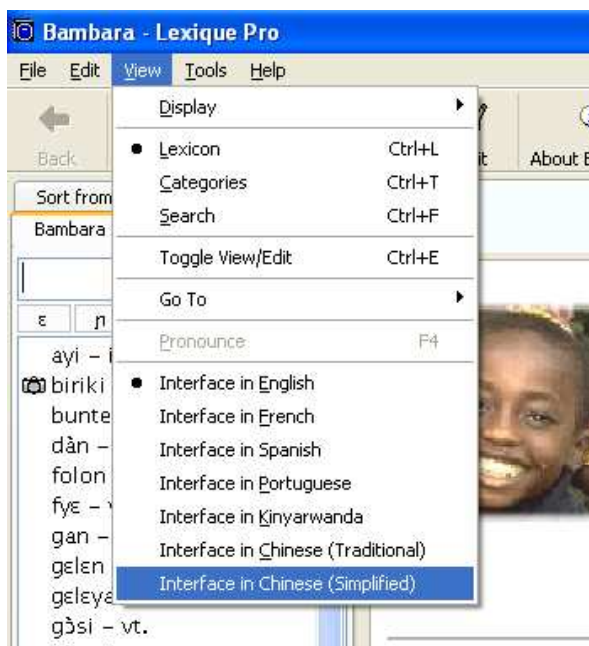 Bambara - Lexique Pro
File Edit View Tools Help
Display
Back
Lexicon Ctrl+L
About
Categories Ctrl+T
Sort from
Search Ctrl+F
Bambara
Toggle View/Edit Ctrl+E
Go To
ɛ ɲ
Pronounce F4
ayi –
Interface in English
biriki
Interface in French
bunte
Interface in Spanish
dàn –
Interface in Portuguese
folon
Interface in Kinyarwanda
fyɛ –
Interface in Chinese (Traditional)
gan –
Interface in Chinese (Simplified)
gɛlɛn
gɛlɛya
gɔ̀si – vt.